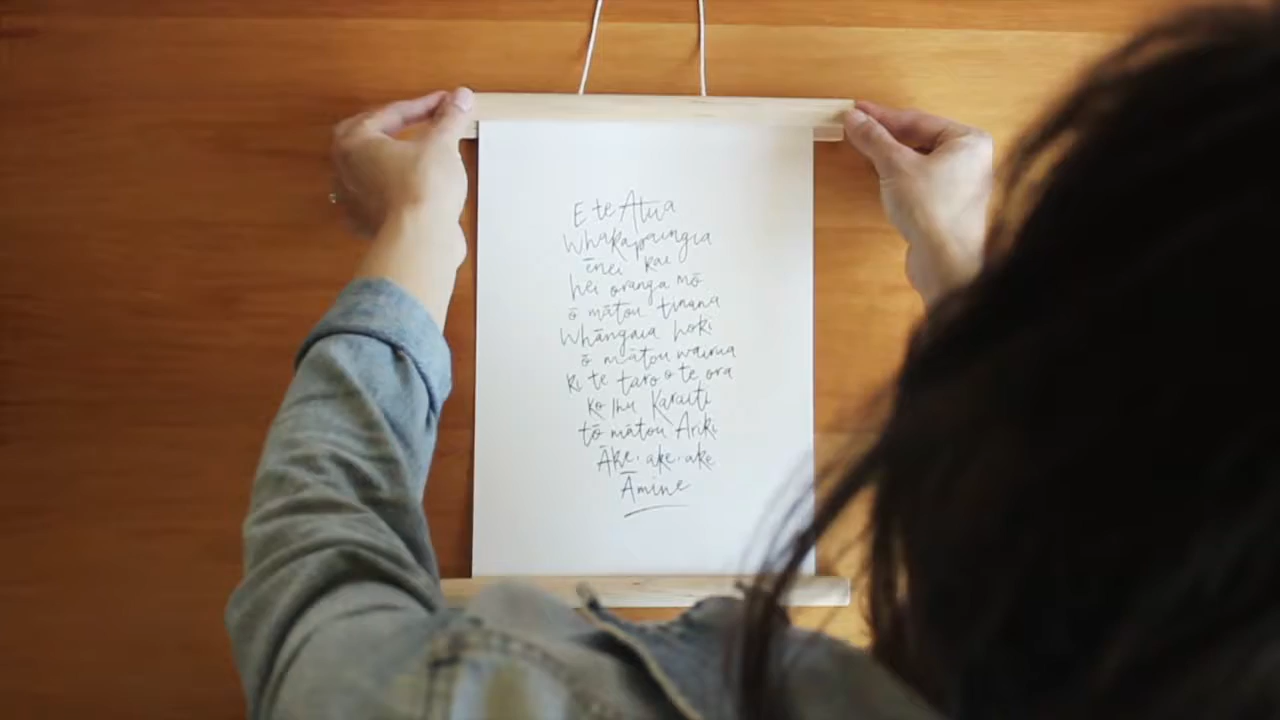 E te Atua
Whakapaingia
ēnei kai
hei oranga mō
ō mātou tinana
Whāngaia hoki
ō mātou wairua
ki te taro o te ora
ko Ihu Karaiti
tō mātou Ariki
Āke, ake, ake
Āmine